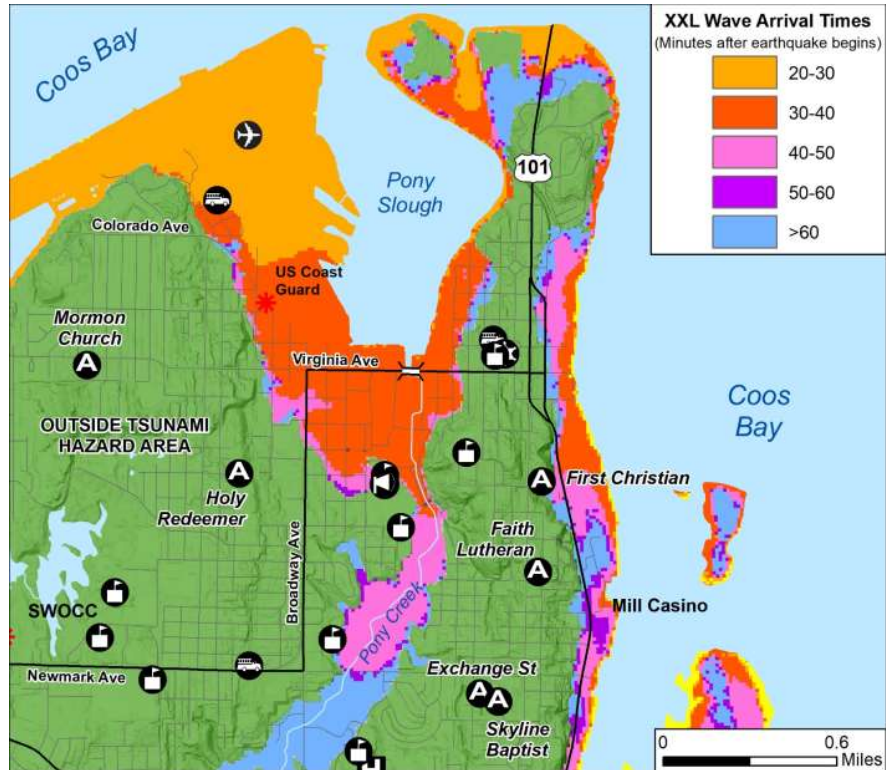 Coos Bay
XXL Wave Arrival Times
(Minutes after earthquake begins)
20-30
30-40
40-50
50-60
>60
101
Pony
Slough
Colorado Ave
US Coast
Guard
Mormon
Church
A
Virginia Ave
OUTSIDE TSUNAMI
HAZARD AREA
Coos
Bay
A
Holy
Redeemer
A
First Christian
Faith
Lutheran
A
Broadway Ave
Pony Creek
Mill Casino
SWOCC
Newmark Ave
Exchange St
A
A
Skyline
Baptist
H
0
0.6
Miles